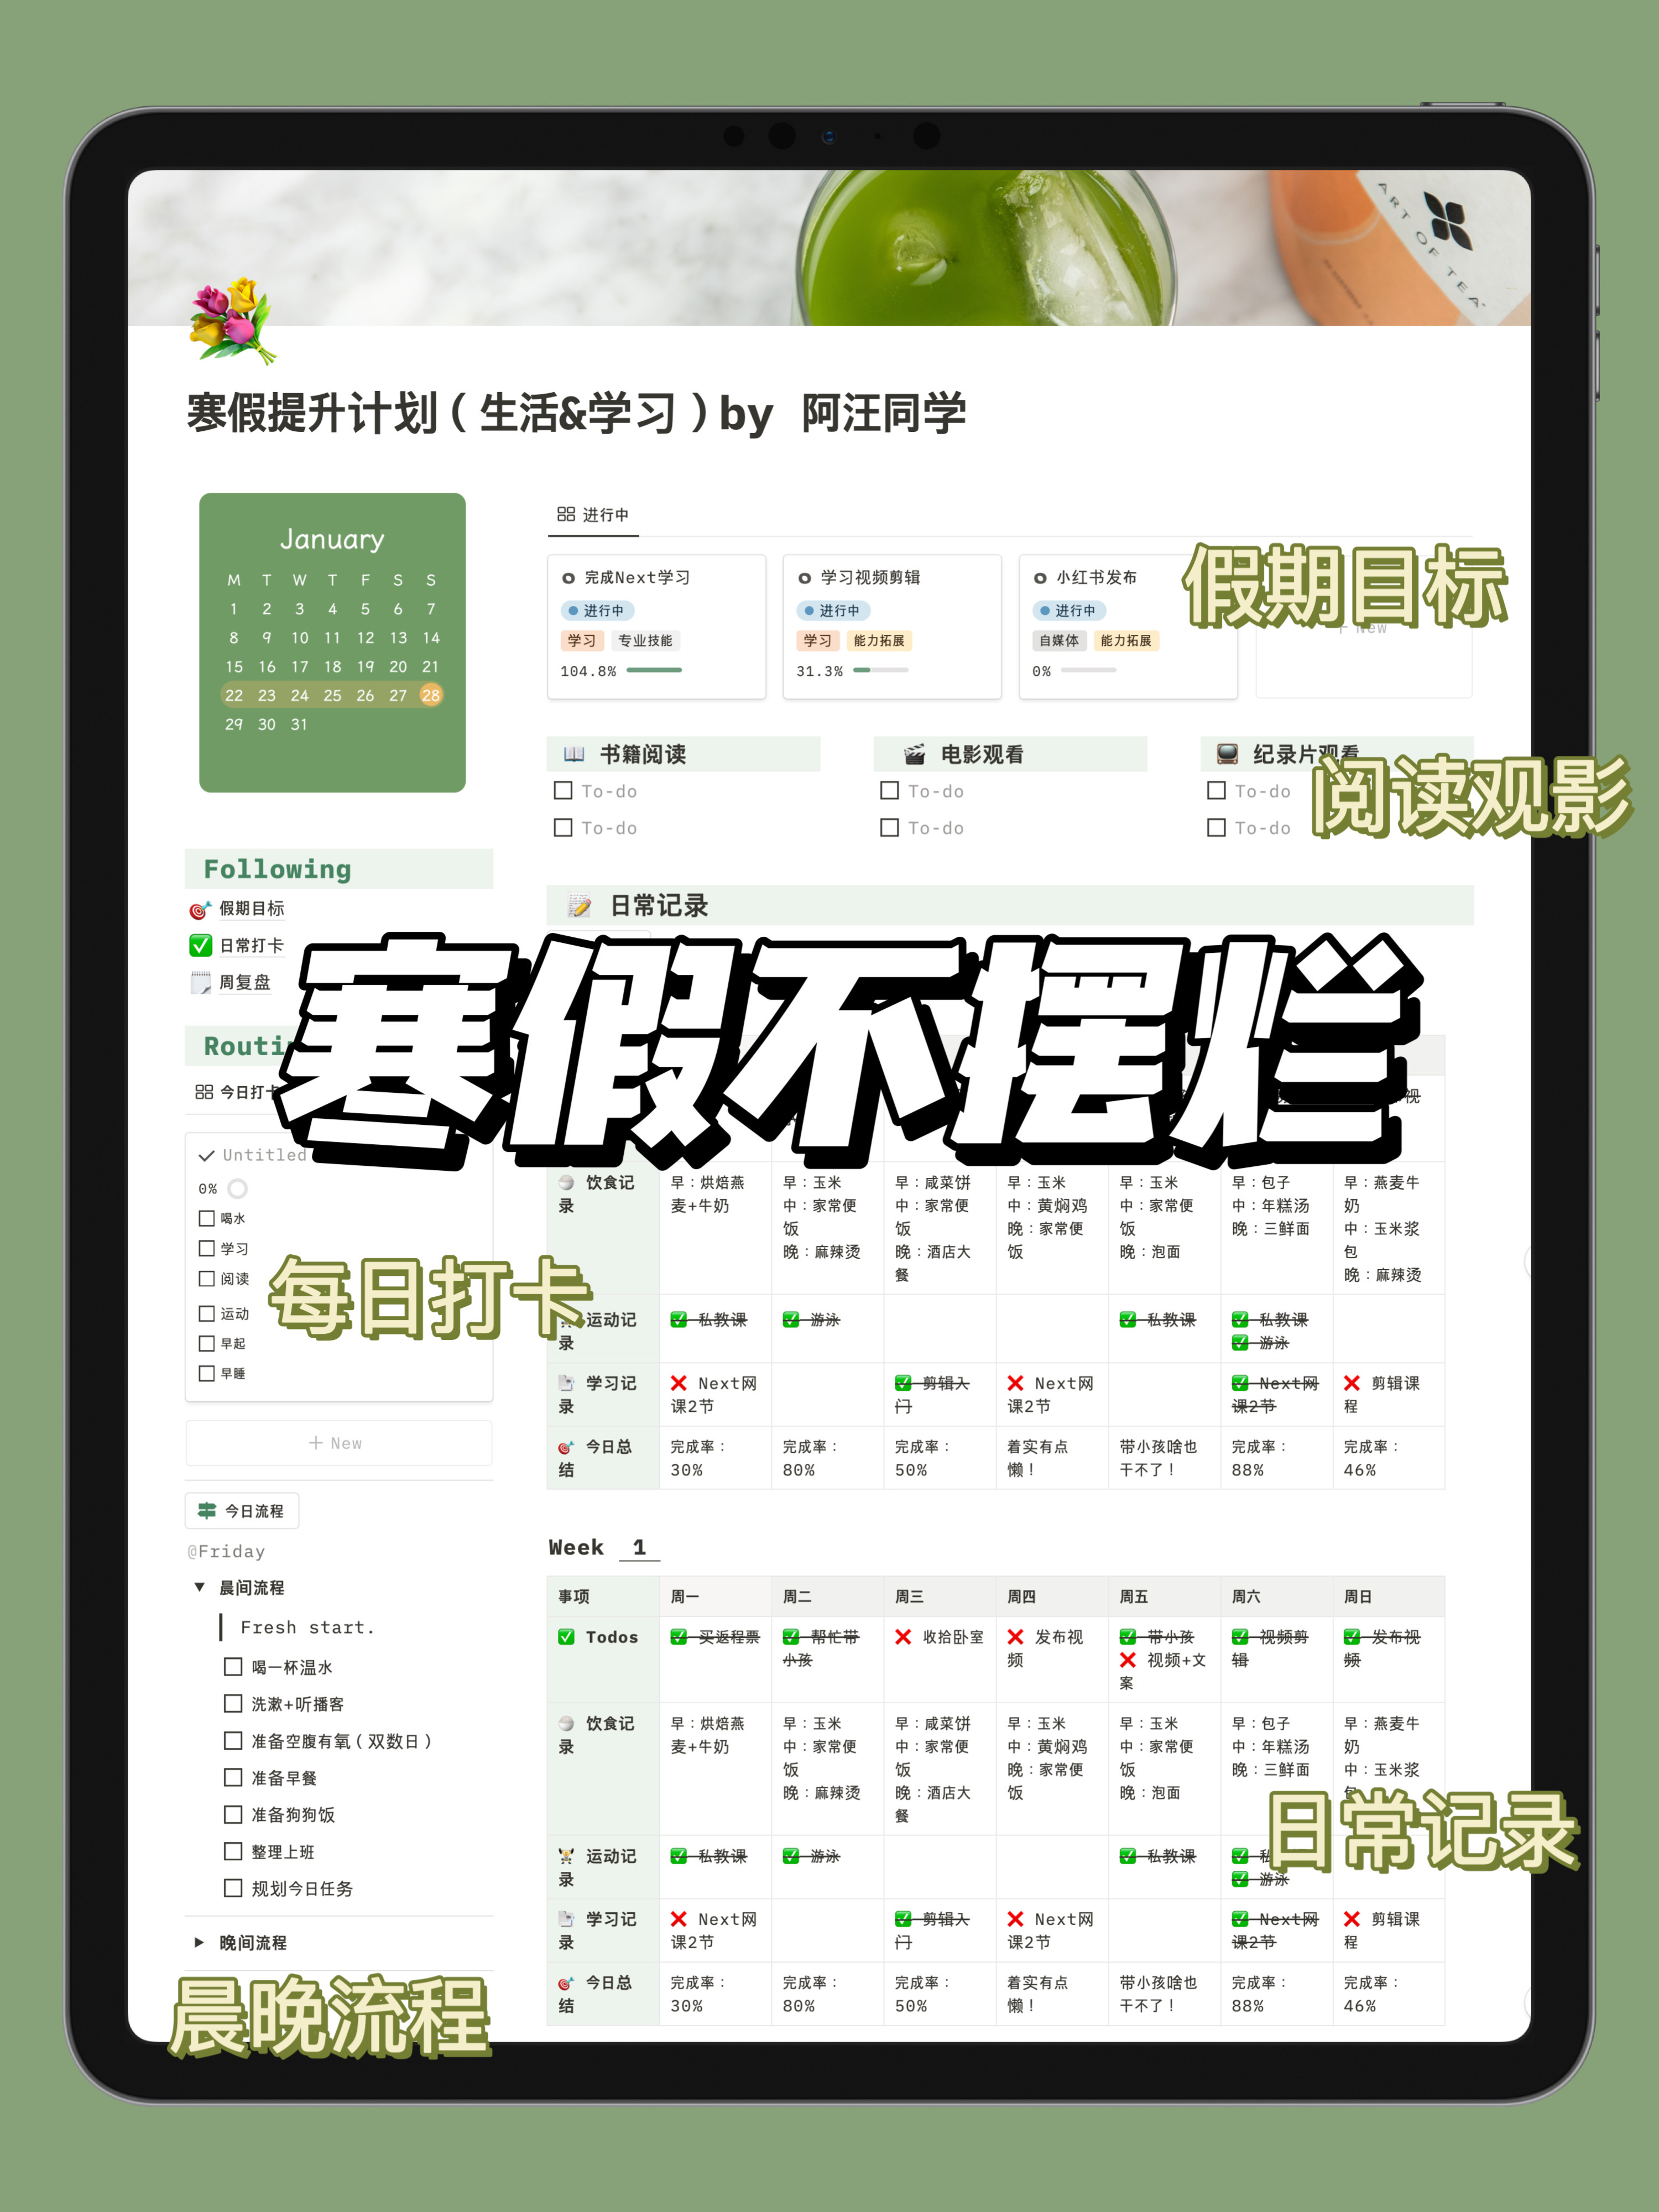 ART OF TEA
寒假提升计划（生活&学习）by 阿汪同学
January
M T W T F S S
1 2 3 4 5 6 7
8 9 10 11 12 13 14
15 16 17 18 19 20 21
22 23 24 25 26 27 28
29 30 31
进行中
完成Next学习
进行中
学习 专业技能
104.8%
学习视频剪辑
进行中
学习 能力拓展
31.3%
小红书发布
进行中
自媒体 能力拓展
0%
New
假期目标
书籍阅读
To-do
To-do
电影观看
To-do
To-do
纪录片观看
To-do
To-do
阅读观影
Following
假期目标
日常打卡
周复盘
日常记录
寒假不摆烂
今日打卡
Untitled
0%
喝水
学习
阅读
运动
早起
早睡
每日打卡
+ New
今日流程
@Friday
晨间流程
Fresh start.
喝一杯温水
洗漱+听播客
准备空腹有氧（双数日）
准备早餐
准备狗狗饭
整理上班
规划今日任务
晚间流程
晨晚流程
饮食记录 早：烘焙燕麦+牛奶 早：玉米 中：家常便饭 晚：麻辣烫 早：咸菜饼 中：家常便饭 晚：酒店大餐 早：玉米 中：黄焖鸡 晚：家常便饭 早：玉米 中：家常便饭 晚：泡面 早：包子 中：年糕汤 晚：三鲜面 早：燕麦牛奶 中：玉米浆包 晚：麻辣烫
运动记录 ✅ 私教课 ✅ 游泳 ✅ 私教课 ✅ 私教课 ✅ 游泳
学习记录 ❌ Next网课2节 ✅ 剪辑入门 ❌ Next网课2节 ✅ Next网课2节 ❌ 剪辑课程
今日总结 完成率：30% 完成率：80% 完成率：50% 着实有点懒！ 带小孩啥也干不了！ 完成率：88% 完成率：46%
Week 1
事项 周一 周二 周三 周四 周五 周六 周日
✅ Todos ✅ 买返程票 ✅ 帮忙带小孩 ❌ 收拾卧室 ❌ 发布视频 ✅ 带小孩 ❌ 视频+文案 ✅ 视频剪辑 ✅ 发布视频
饮食记录 早：烘焙燕麦+牛奶 早：玉米 中：家常便饭 晚：麻辣烫 早：咸菜饼 中：家常便饭 晚：酒店大餐 早：玉米 中：黄焖鸡 晚：家常便饭 早：玉米 中：家常便饭 晚：泡面 早：包子 中：年糕汤 晚：三鲜面 早：燕麦牛奶 中：玉米浆包
运动记录 ✅ 私教课 ✅ 游泳 ✅ 私教课 ✅ 私 ✅ 游泳
学习记录 ❌ Next网课2节 ✅ 剪辑入门 ❌ Next网课2节 ✅ Next网课2节 ❌ 剪辑课程
今日总结 完成率：30% 完成率：80% 完成率：50% 着实有点懒！ 带小孩啥也干不了！ 完成率：88% 完成率：46%
日常记录